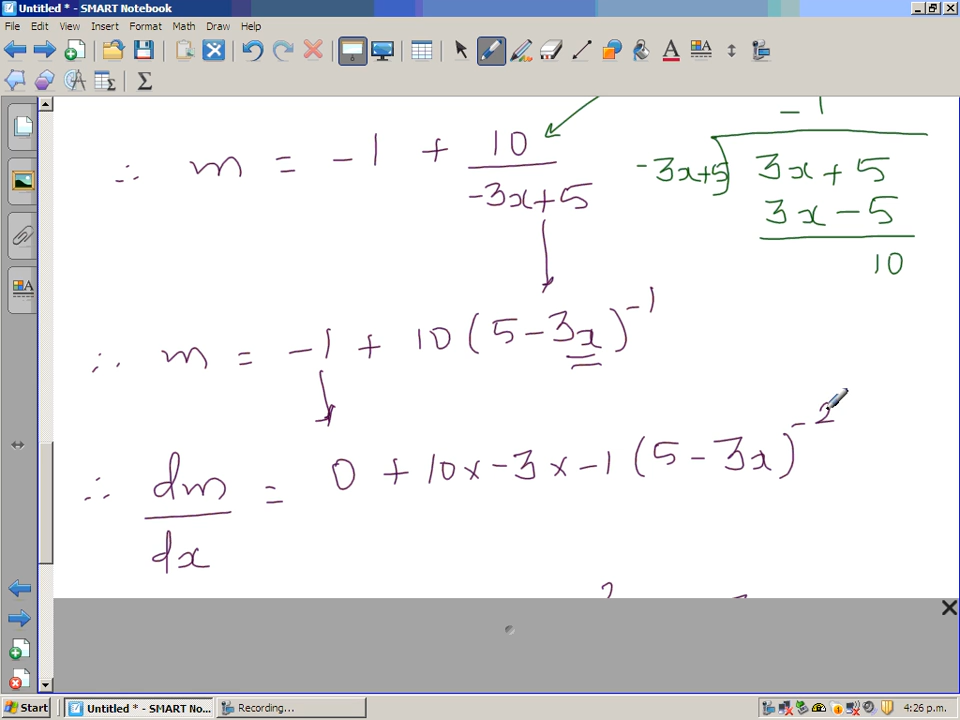 Untitled * - SMART Notebook
File Edit View Insert Format Math Draw Help
-1
∴ m = -1 + 10/(-3x+5)
-3x+5 3x + 5
3x - 5
10
∴ m = -1 + 10(5-3x)^-1
∴ dm/dx = 0 + 10x -3 x -1 (5-3x)^-2
Start Untitled * - SMART No... Recording... 4:26 p.m.